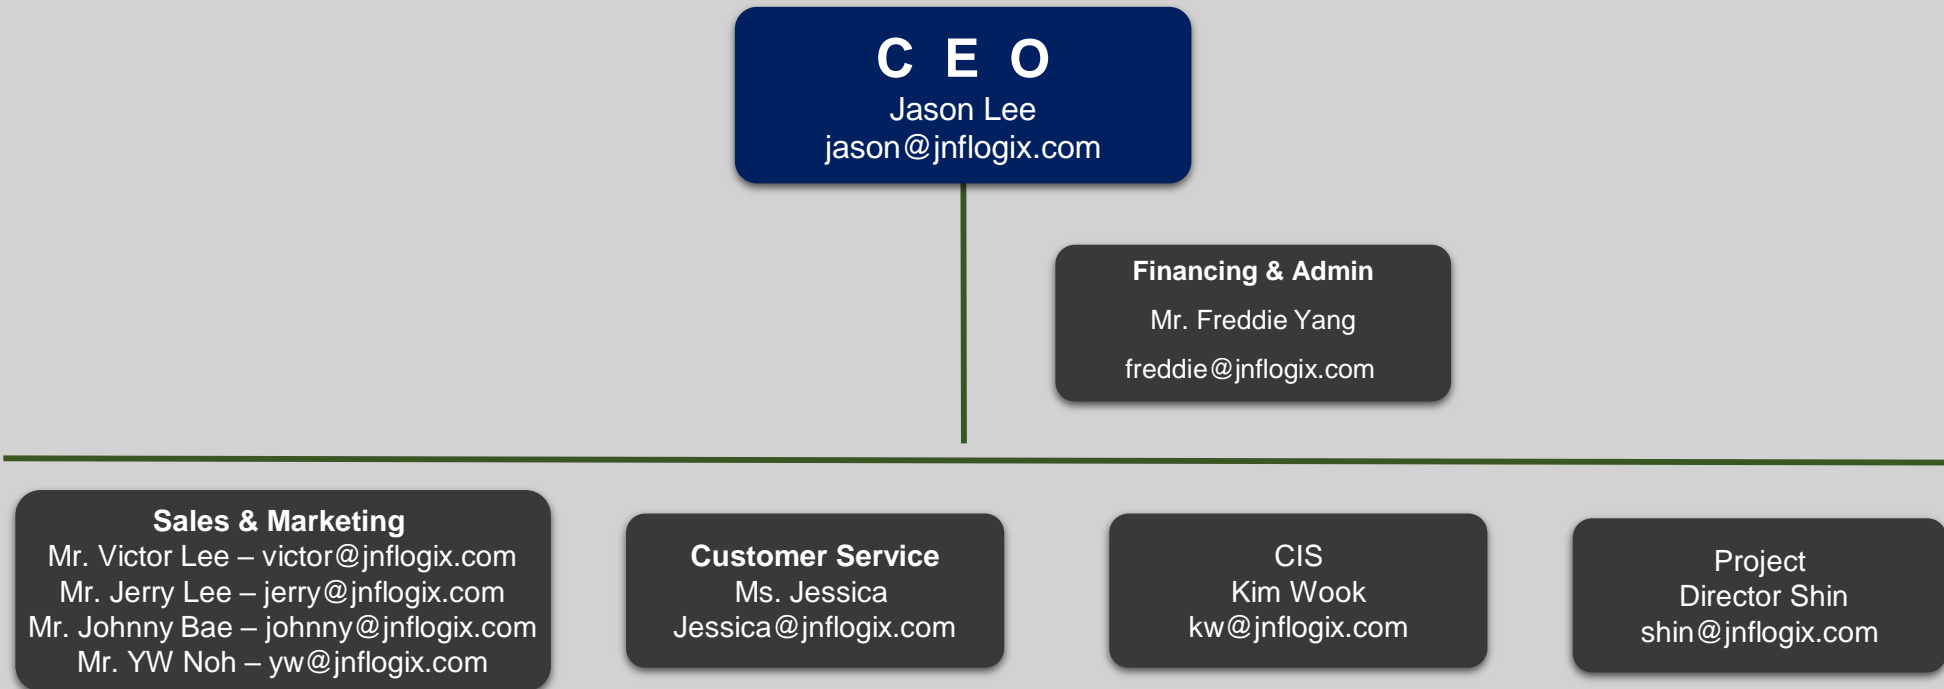 C E O
Jason Lee
jason@jnflogix.com
Financing & Admin
Mr. Freddie Yang
freddie@jnflogix.com
Sales & Marketing
Mr. Victor Lee – victor@jnflogix.com
Mr. Jerry Lee – jerry@jnflogix.com
Mr. Johnny Bae – johnny@jnflogix.com
Mr. YW Noh – yw@jnflogix.com
Customer Service
Ms. Jessica
Jessica@jnflogix.com
CIS
Kim Wook
kw@jnflogix.com
Project
Director Shin
shin@jnflogix.com